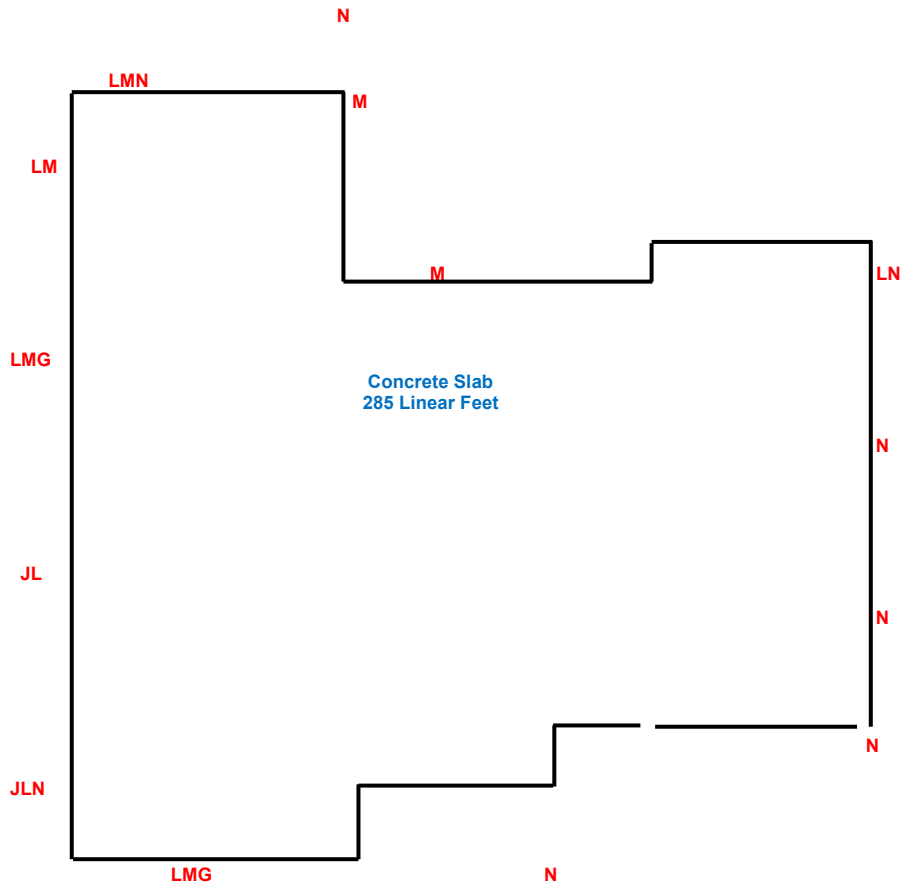 N
LMN
M
LM
M
LN
LMG
Concrete Slab
285 Linear Feet
N
JL
N
N
JLN
LMG
N